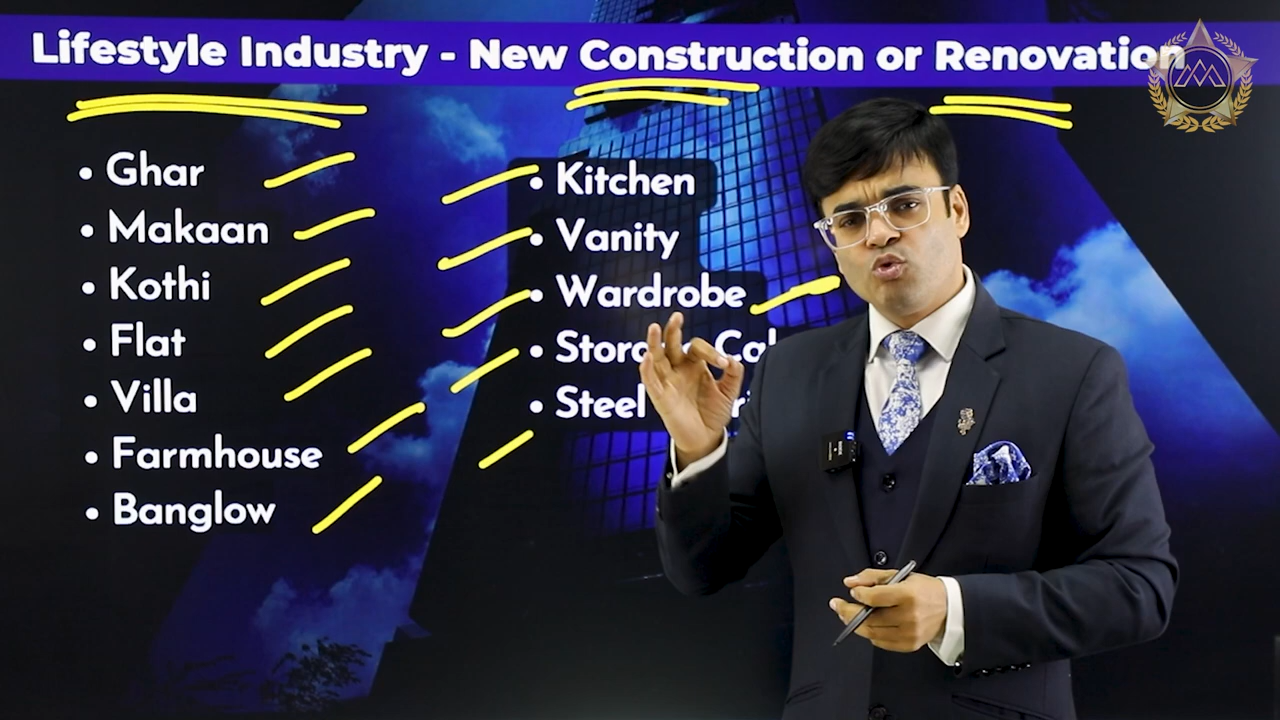 Lifestyle Industry - New Construction or Renovation
• Ghar
• Makaan
• Kothi
• Flat
• Villa
• Farmhouse
• Banglow
• Kitchen
• Vanity
• Wardrobe
•
• Steel